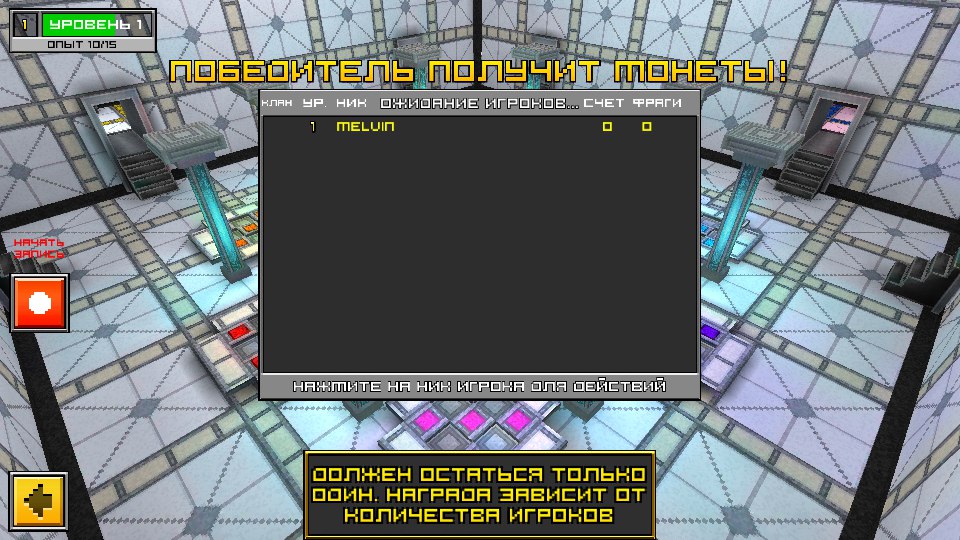 1 УРОВЕНЬ 1
ОПЫТ 10/15
ПОБЕДИТЕЛЬ ПОЛУЧИТ МОНЕТЫ!
КЛАН УР. НИК ОЖИДАНИЕ ИГРОКОВ... СЧЕТ ФРАГИ
1 MELVIN 0 0
НАЧАТЬ
ЗАПИСЬ
НАЖМИТЕ НА НИК ИГРОКА ДЛЯ ДЕЙСТВИЙ
ДОЛЖЕН ОСТАТЬСЯ ТОЛЬКО
ОДИН. НАГРАДА ЗАВИСИТ ОТ
КОЛИЧЕСТВА ИГРОКОВ